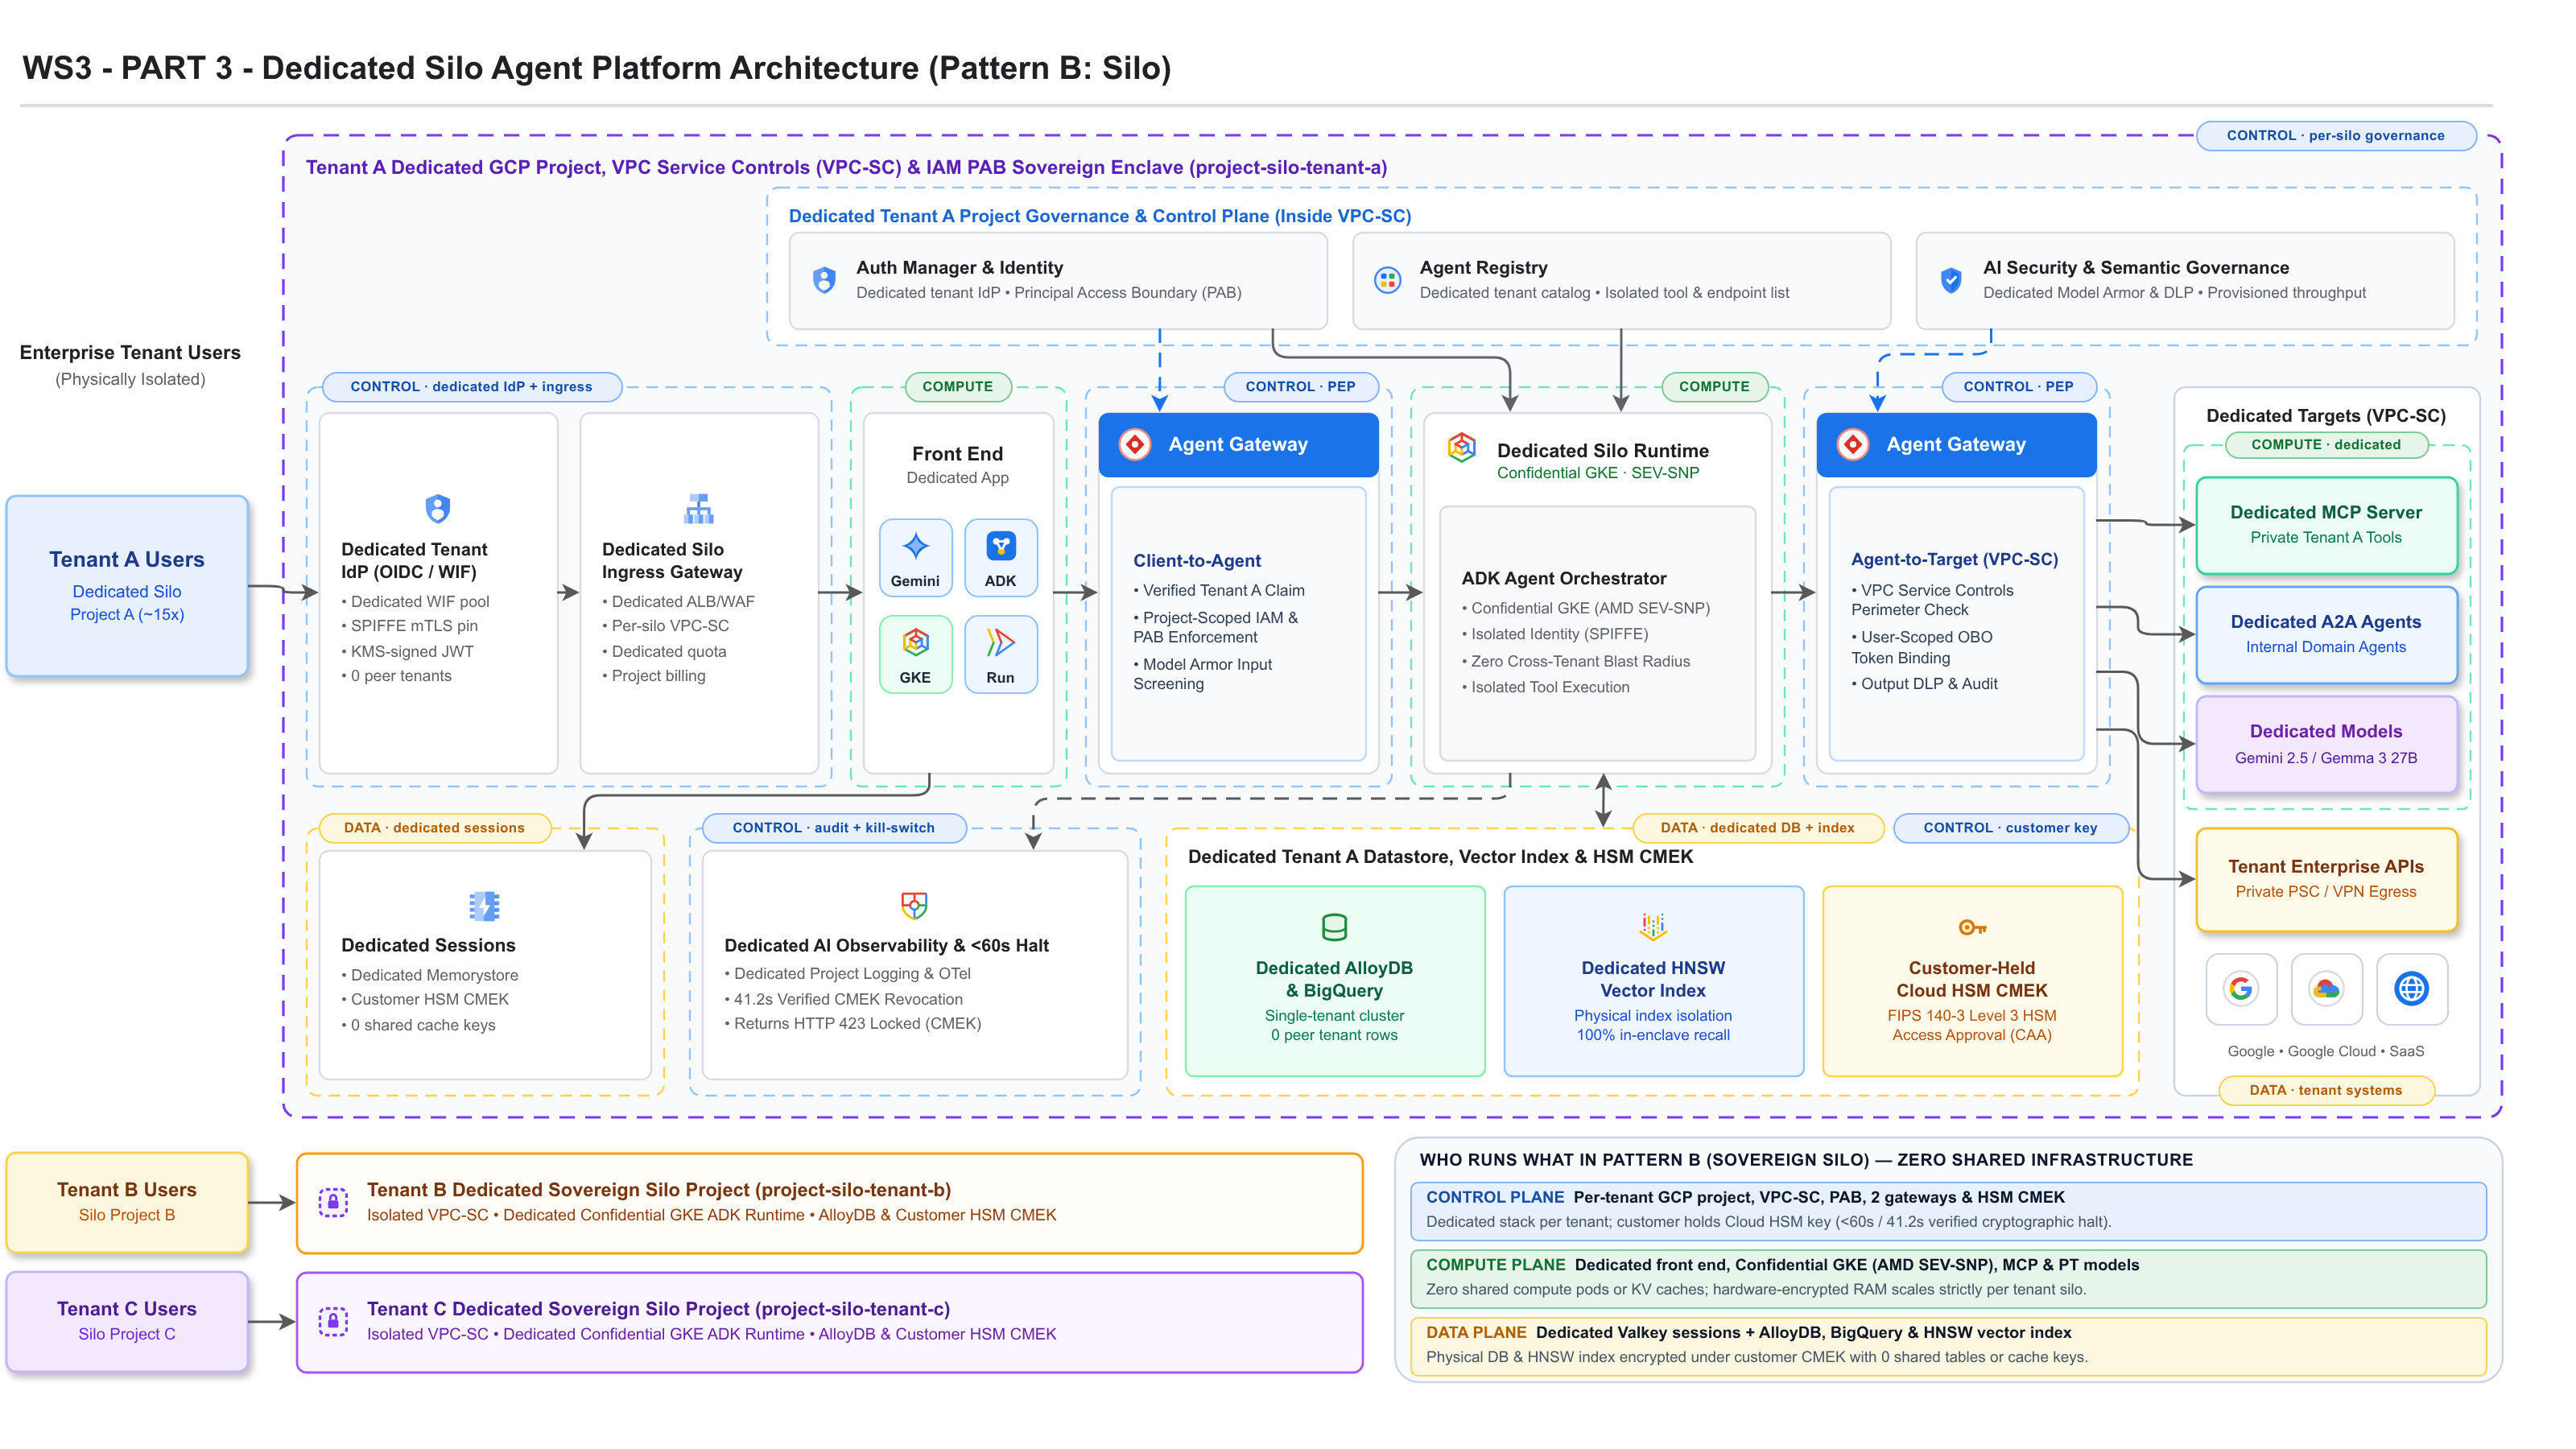 WS3 - PART 3 - Dedicated Silo Agent Platform Architecture (Pattern B: Silo)
CONTROL · per-silo governance
Tenant A Dedicated GCP Project, VPC Service Controls (VPC-SC) & IAM PAB Sovereign Enclave (project-silo-tenant-a)
Dedicated Tenant A Project Governance & Control Plane (Inside VPC-SC)
Auth Manager & Identity
Dedicated tenant IdP • Principal Access Boundary (PAB)
Agent Registry
Dedicated tenant catalog • Isolated tool & endpoint list
AI Security & Semantic Governance
Dedicated Model Armor & DLP • Provisioned throughput
Enterprise Tenant Users
(Physically Isolated)
Tenant A Users
Dedicated Silo
Project A (~15x)
CONTROL · dedicated IdP + ingress
Dedicated Tenant
IdP (OIDC / WIF)
• Dedicated WIF pool
• SPIFFE mTLS pin
• KMS-signed JWT
• 0 peer tenants
Dedicated Silo
Ingress Gateway
• Dedicated ALB/WAF
• Per-silo VPC-SC
• Dedicated quota
• Project billing
COMPUTE
Front End
Dedicated App
Gemini
ADK
GKE
Run
CONTROL · PEP
Agent Gateway
Client-to-Agent
• Verified Tenant A Claim
• Project-Scoped IAM &
PAB Enforcement
• Model Armor Input
Screening
COMPUTE
Dedicated Silo Runtime
Confidential GKE · SEV-SNP
ADK Agent Orchestrator
• Confidential GKE (AMD SEV-SNP)
• Isolated Identity (SPIFFE)
• Zero Cross-Tenant Blast Radius
• Isolated Tool Execution
CONTROL · PEP
Agent Gateway
Agent-to-Target (VPC-SC)
• VPC Service Controls
Perimeter Check
• User-Scoped OBO
Token Binding
• Output DLP & Audit
Dedicated Targets (VPC-SC)
COMPUTE · dedicated
Dedicated MCP Server
Private Tenant A Tools
Dedicated A2A Agents
Internal Domain Agents
Dedicated Models
Gemini 2.5 / Gemma 3 27B
Tenant Enterprise APIs
Private PSC / VPN Egress
Google • Google Cloud • SaaS
DATA · tenant systems
DATA · dedicated sessions
Dedicated Sessions
• Dedicated Memorystore
• Customer HSM CMEK
• 0 shared cache keys
CONTROL · audit + kill-switch
Dedicated AI Observability & <60s Halt
• Dedicated Project Logging & OTel
• 41.2s Verified CMEK Revocation
• Returns HTTP 423 Locked (CMEK)
DATA · dedicated DB + index
CONTROL · customer key
Dedicated Tenant A Datastore, Vector Index & HSM CMEK
Dedicated AlloyDB
& BigQuery
Single-tenant cluster
0 peer tenant rows
Dedicated HNSW
Vector Index
Physical index isolation
100% in-enclave recall
Customer-Held
Cloud HSM CMEK
FIPS 140-3 Level 3 HSM
Access Approval (CAA)
Tenant B Users
Silo Project B
Tenant B Dedicated Sovereign Silo Project (project-silo-tenant-b)
Isolated VPC-SC • Dedicated Confidential GKE ADK Runtime • AlloyDB & Customer HSM CMEK
Tenant C Users
Silo Project C
Tenant C Dedicated Sovereign Silo Project (project-silo-tenant-c)
Isolated VPC-SC • Dedicated Confidential GKE ADK Runtime • AlloyDB & Customer HSM CMEK
WHO RUNS WHAT IN PATTERN B (SOVEREIGN SILO) — ZERO SHARED INFRASTRUCTURE
CONTROL PLANE Per-tenant GCP project, VPC-SC, PAB, 2 gateways & HSM CMEK
Dedicated stack per tenant; customer holds Cloud HSM key (<60s / 41.2s verified cryptographic halt).
COMPUTE PLANE Dedicated front end, Confidential GKE (AMD SEV-SNP), MCP & PT models
Zero shared compute pods or KV caches; hardware-encrypted RAM scales strictly per tenant silo.
DATA PLANE Dedicated Valkey sessions + AlloyDB, BigQuery & HNSW vector index
Physical DB & HNSW index encrypted under customer CMEK with 0 shared tables or cache keys.